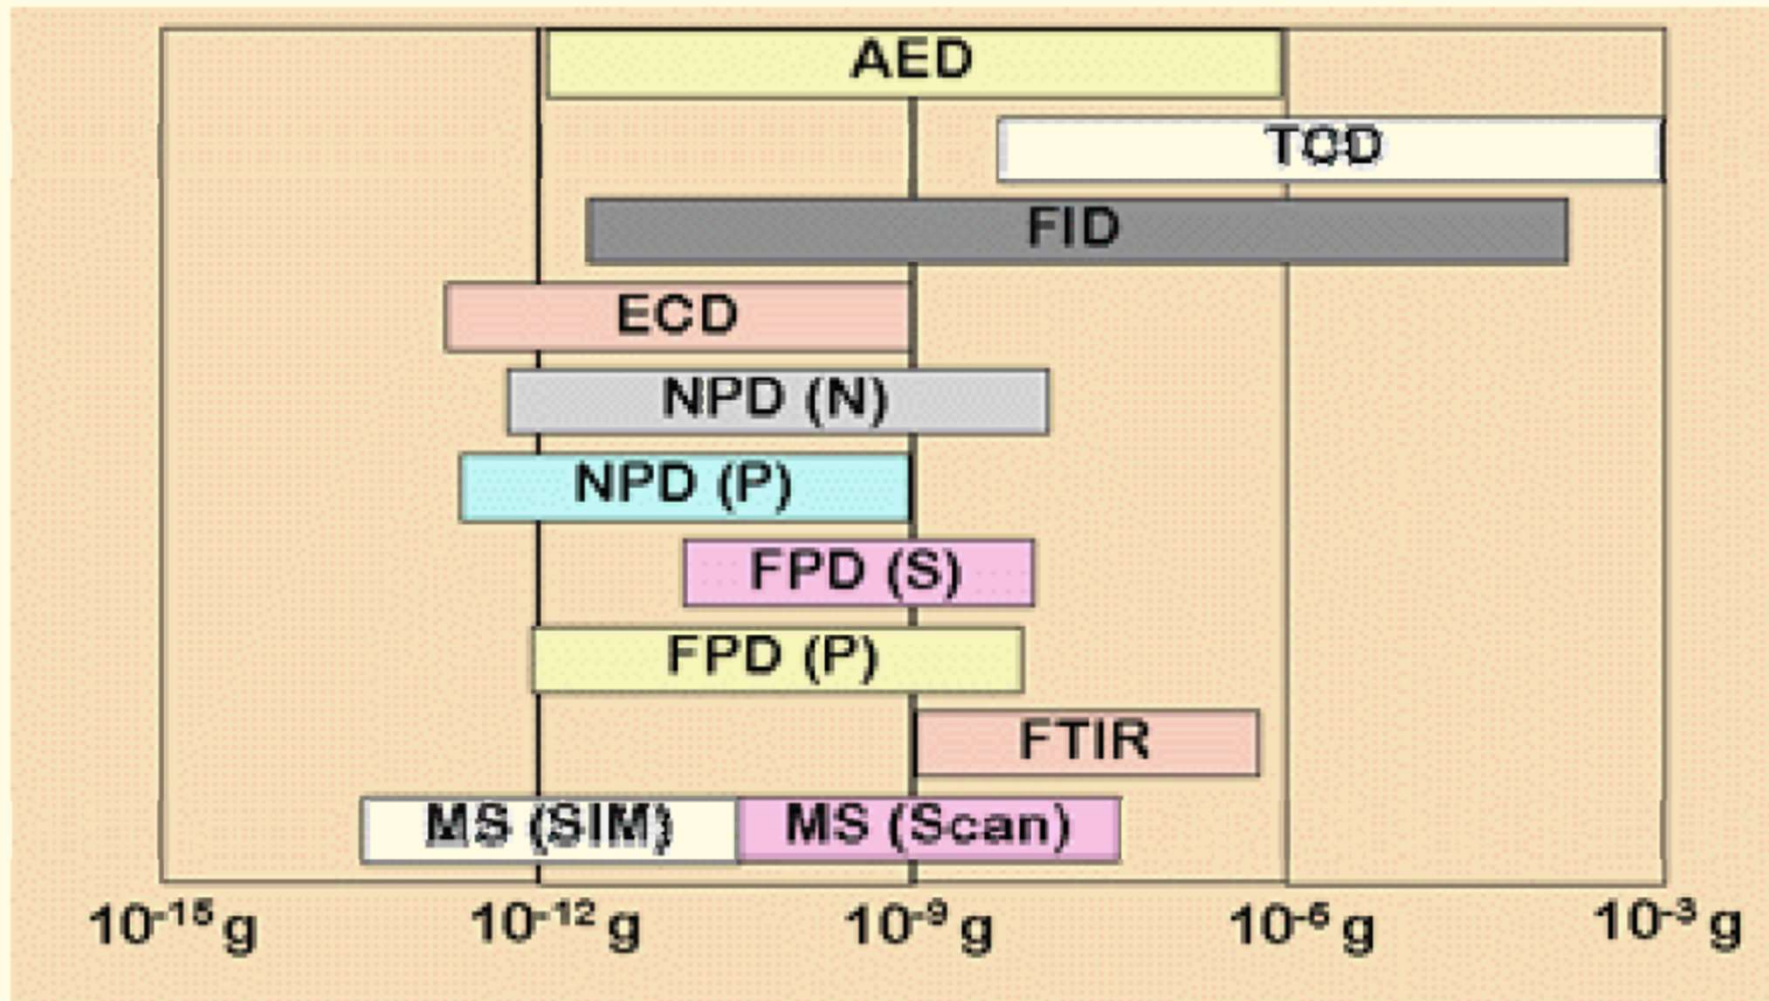 AED
TCD
FID
ECD
NPD (N)
NPD (P)
FPD (S)
FPD (P)
FTIR
MS (SIM) MS (Scan)
10⁻¹⁵ g 10⁻¹² g 10⁻⁹ g 10⁻⁶ g 10⁻³ g